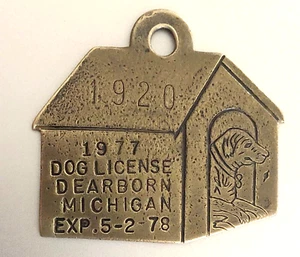 1920
1977
DOG LICENSE
DEARBORN
MICHIGAN
EXP. 5-2-78